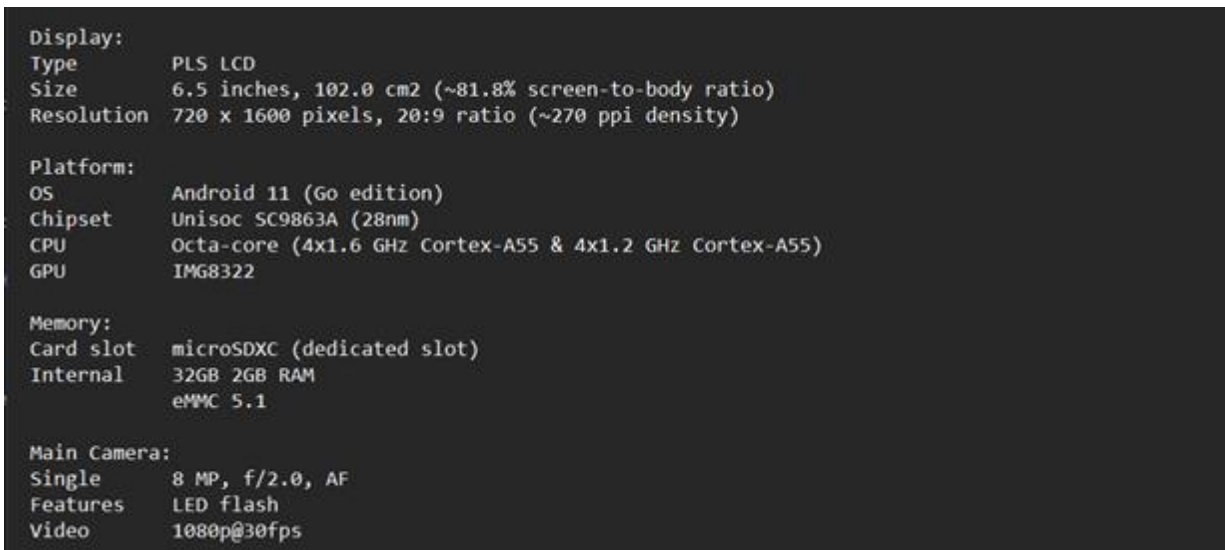 Display:
Type PLS LCD
Size 6.5 inches, 102.0 cm2 (~81.8% screen-to-body ratio)
Resolution 720 x 1600 pixels, 20:9 ratio (~270 ppi density)
Platform:
OS Android 11 (Go edition)
Chipset Unisoc SC9863A (28nm)
CPU Octa-core (4x1.6 GHz Cortex-A55 & 4x1.2 GHz Cortex-A55)
GPU IMG8322
Memory:
Card slot microSDXC (dedicated slot)
Internal 32GB 2GB RAM
eMMC 5.1
Main Camera:
Single 8 MP, f/2.0, AF
Features LED flash
Video 1080p@30fps